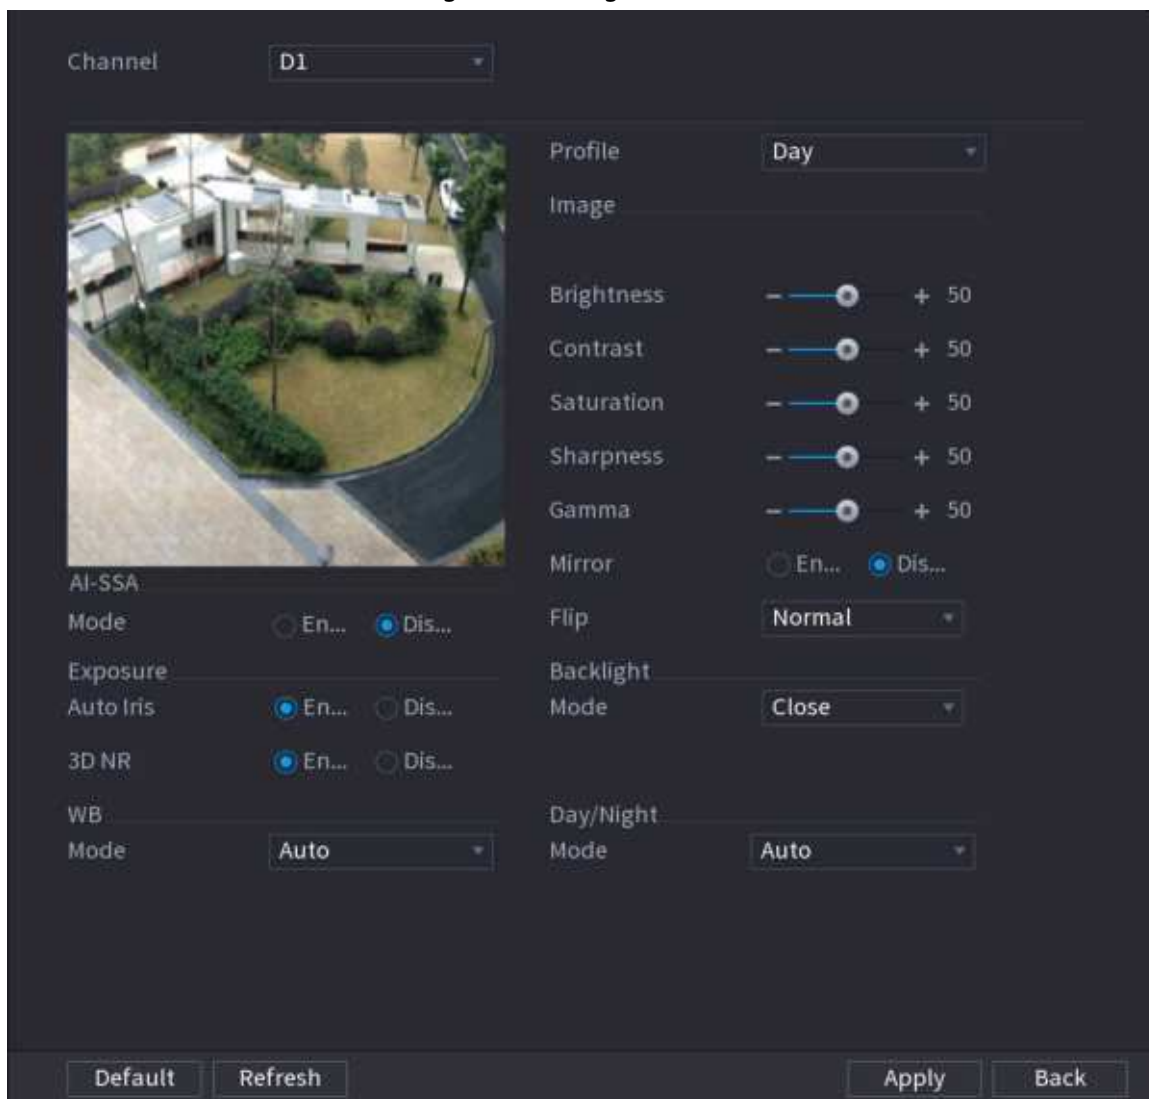 Channel D1
Profile Day
Image
Brightness - + 50
Contrast - + 50
Saturation - + 50
Sharpness - + 50
Gamma - + 50
Mirror En... Dis...
Flip Normal
AI-SSA
Mode En... Dis...
Exposure
Auto Iris En... Dis...
3D NR En... Dis...
Backlight
Mode Close
WB
Mode Auto
Day/Night
Mode Auto
Default Refresh Apply Back